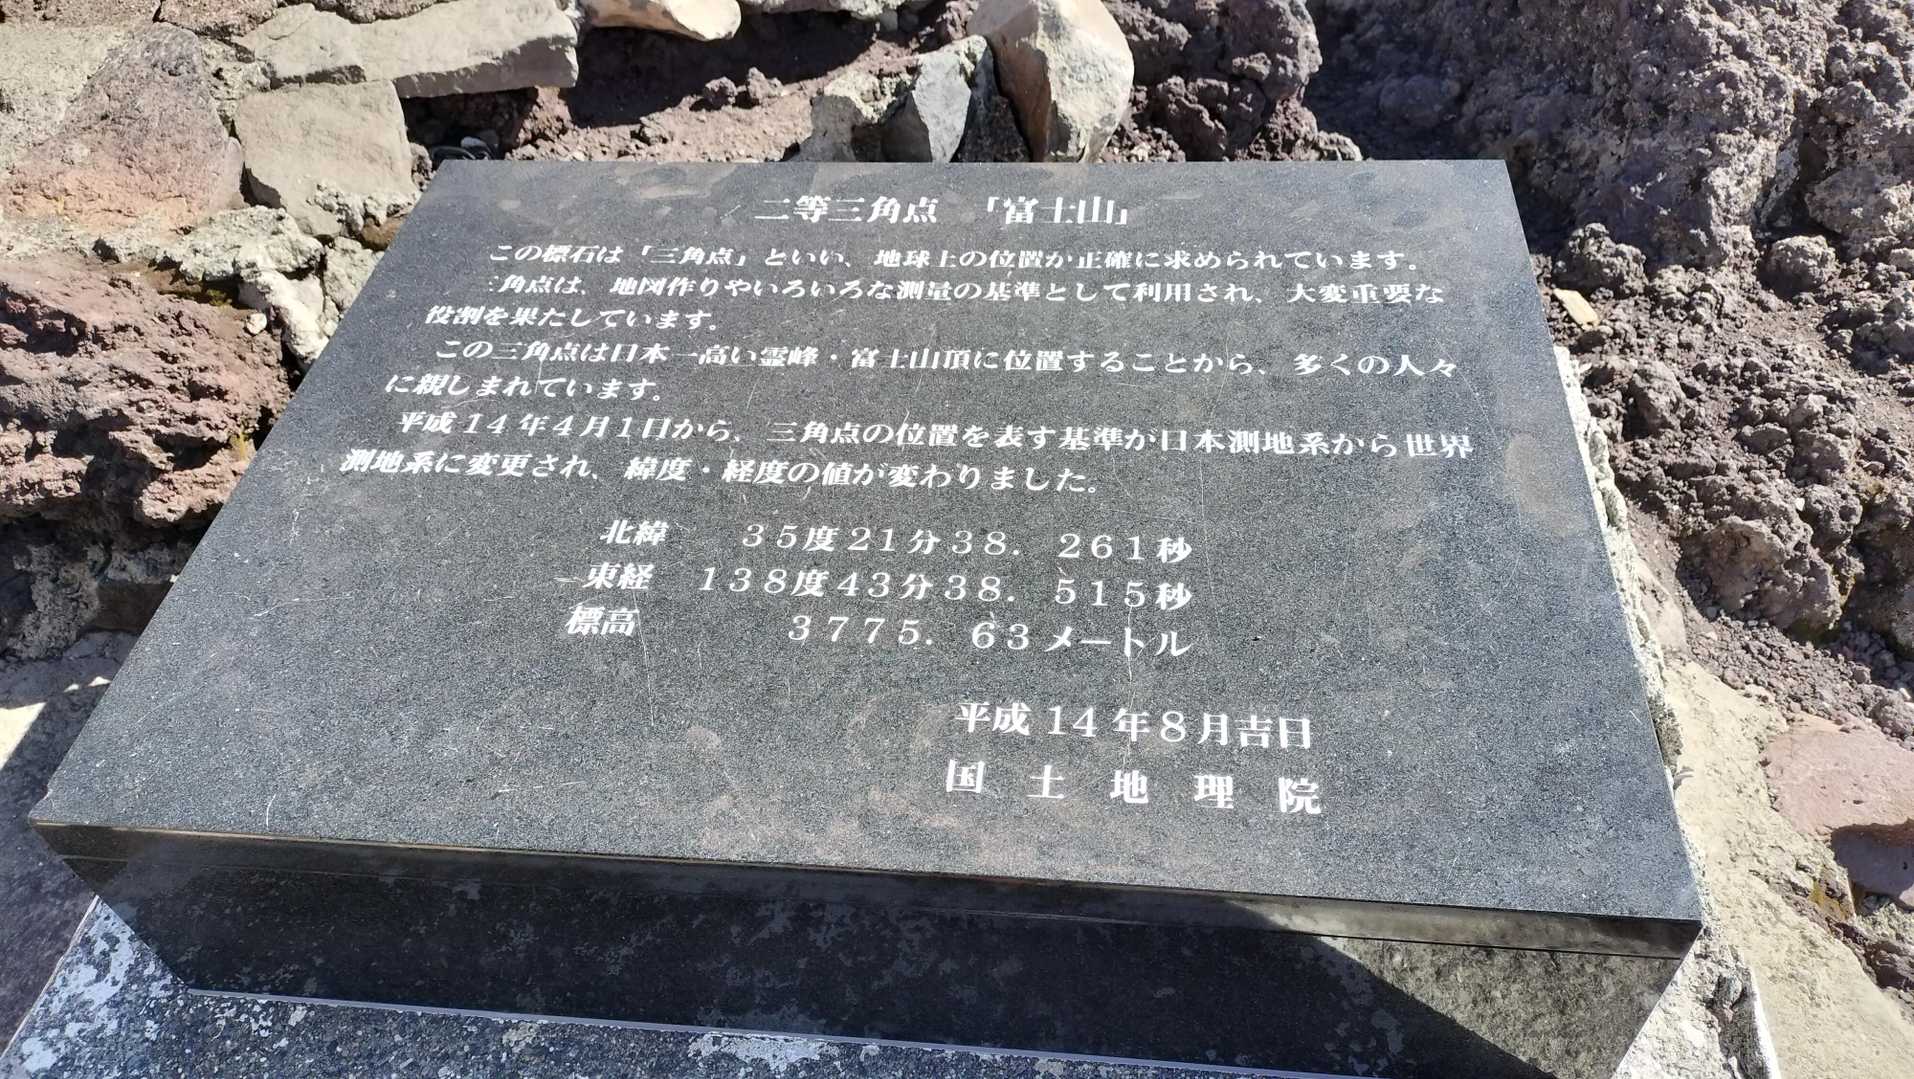 二等三角点 「富士山」
この標石は「三角点」といい、地球上の位置が正確に求められています。
三角点は、地図作りやいろいろな測量の基準として利用され、大変重要な
役割を果たしています。
この三角点は日本一高い霊峰・富士山頂に位置することから、多くの人々
に親しまれています。
平成14年4月1日から、三角点の位置を表す基準が日本測地系から世界
測地系に変更され、緯度・経度の値が変わりました。
北緯 35度21分38.261秒
東経 138度43分38.515秒
標高 3775.63メートル
平成14年8月吉日
国土地理院